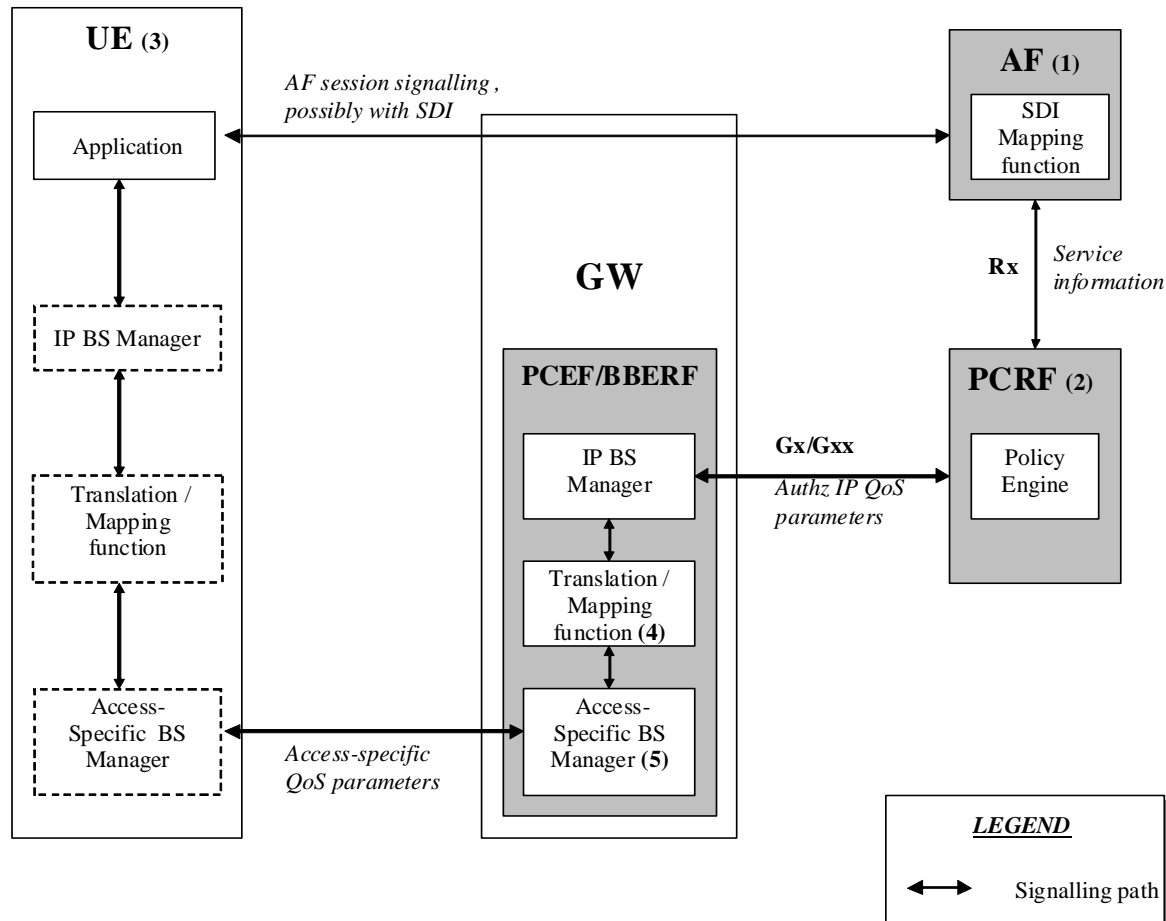 UE (3)
AF (1)
AF session signalling ,
possibly with SDI
SDI
Mapping
function
Application
GW
Rx
Service
information
IP BS Manager
PCEF/BBERF
PCRF (2)
IP BS
Manager
Gx/Gxx
Authz IP QoS
parameters
Policy
Engine
Translation /
Mapping
function
Translation /
Mapping
function (4)
Access-
Specific BS
Manager
Access-specific
QoS parameters
Access-
Specific BS
Manager (5)
LEGEND
Signalling path